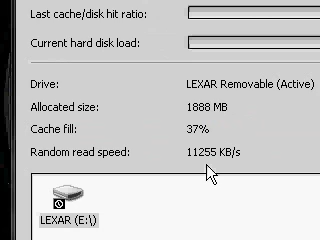 Last cache/disk hit ratio:
Current hard disk load:
Drive: LEXAR Removable (Active)
Allocated size: 1888 MB
Cache fill: 37%
Random read speed: 11255 KB/s
LEXAR (E:\)